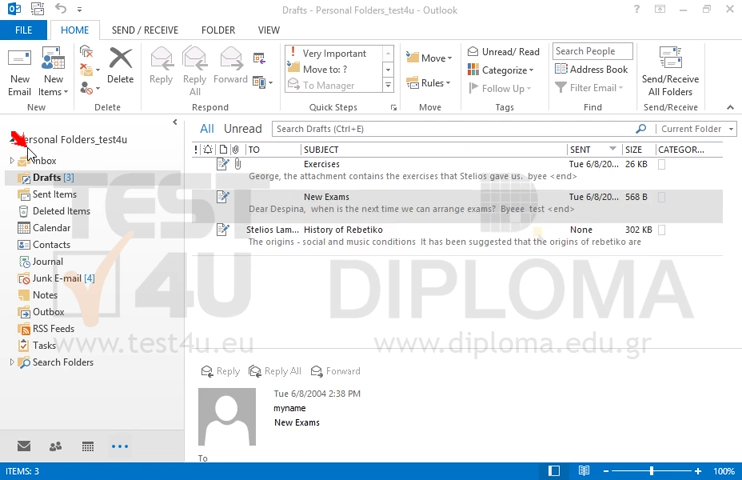 Drafts - Personal Folders_test4u - Outlook
FILE HOME SEND / RECEIVE FOLDER VIEW
New Email
New Items
New
Delete
Delete
Reply
Reply All
Forward
Respond
Very Important
Move to: ?
To Manager
Quick Steps
Move
Rules
Move
Unread/ Read
Categorize
Follow Up
Tags
Search People
Address Book
Filter Email
Find
Send/Receive All Folders
Send/Receive
Personal Folders_test4u
Inbox
Drafts [3]
Sent Items
Deleted Items
Calendar
Contacts
Journal
Junk E-mail [4]
Notes
Outbox
RSS Feeds
Tasks
Search Folders
All Unread
Search Drafts (Ctrl+E)
Current Folder
! TO SUBJECT SENT SIZE CATEGOR...
Exercises Tue 6/8/20... 26 KB
George, the attachment contains the exercises that Stelios gave us. byee <end>
New Exams Tue 6/8/20... 568 B
Dear Despina, when is the next time we can arrange exams? Byeee test <end>
Stelios Lam... History of Rebetiko None 302 KB
The origins - social and music conditions It has been suggested that the origins of rebetiko are
TEST
4U
DIPLOMA
www.test4u.eu
www.diploma.edu.gr
Reply Reply All Forward
Tue 6/8/2004 2:38 PM
myname
New Exams
To
ITEMS: 3
100%